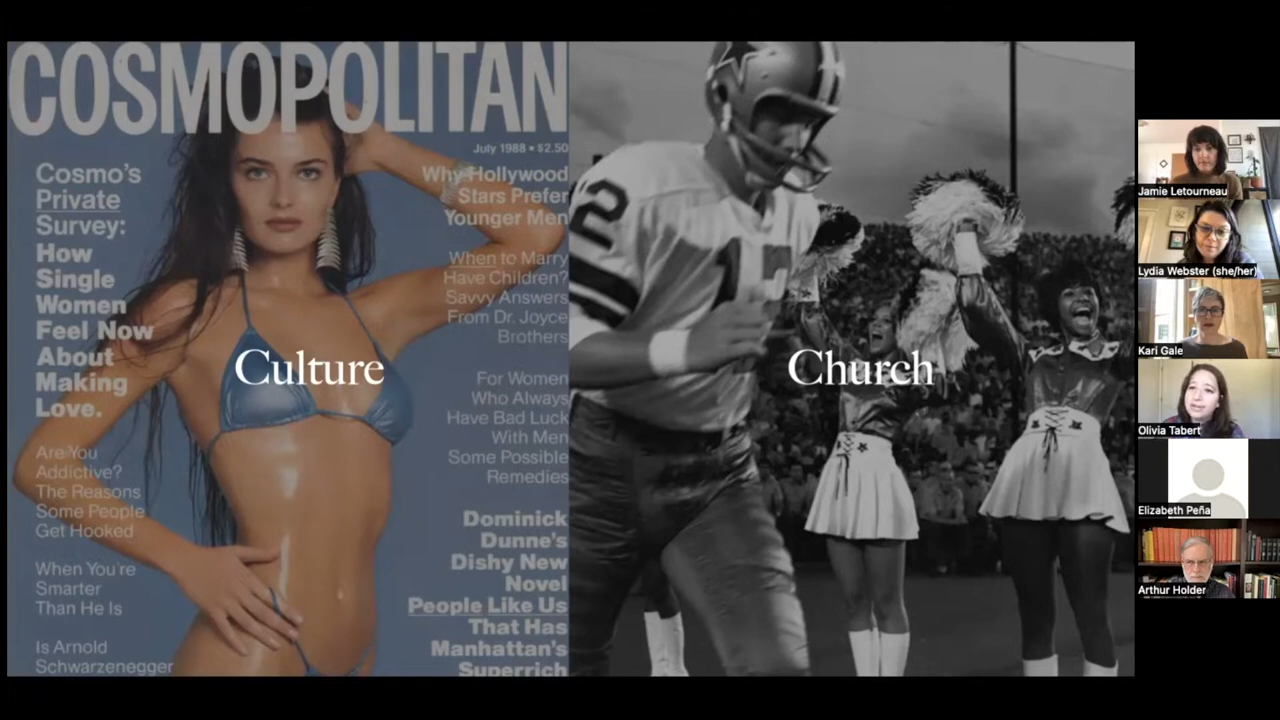 COSMOPOLITAN
July 1988 • $2.50
Cosmo's
Private
Survey:
How
Single
Women
Feel Now
About
Making
Love.
Are You
Addictive?
The Reasons
Some People
Get Hooked
When You're
Smarter
Than He Is
Is Arnold
Schwarzenegger
Why Hollywood
Stars Prefer
Younger Men
When to Marry
Have Children?
Savvy Answers
From Dr. Joyce
Brothers
For Women
Who Always
Have Bad Luck
With Men
Some Possible
Remedies
Dominick
Dunne's
Dishy New
Novel
People Like Us
That Has
Manhattan's
Superrich
Culture
12
Church
Jamie Letourneau
Lydia Webster (she/her)
Kari Gale
Olivia Tabert
Elizabeth Peña
Arthur Holder